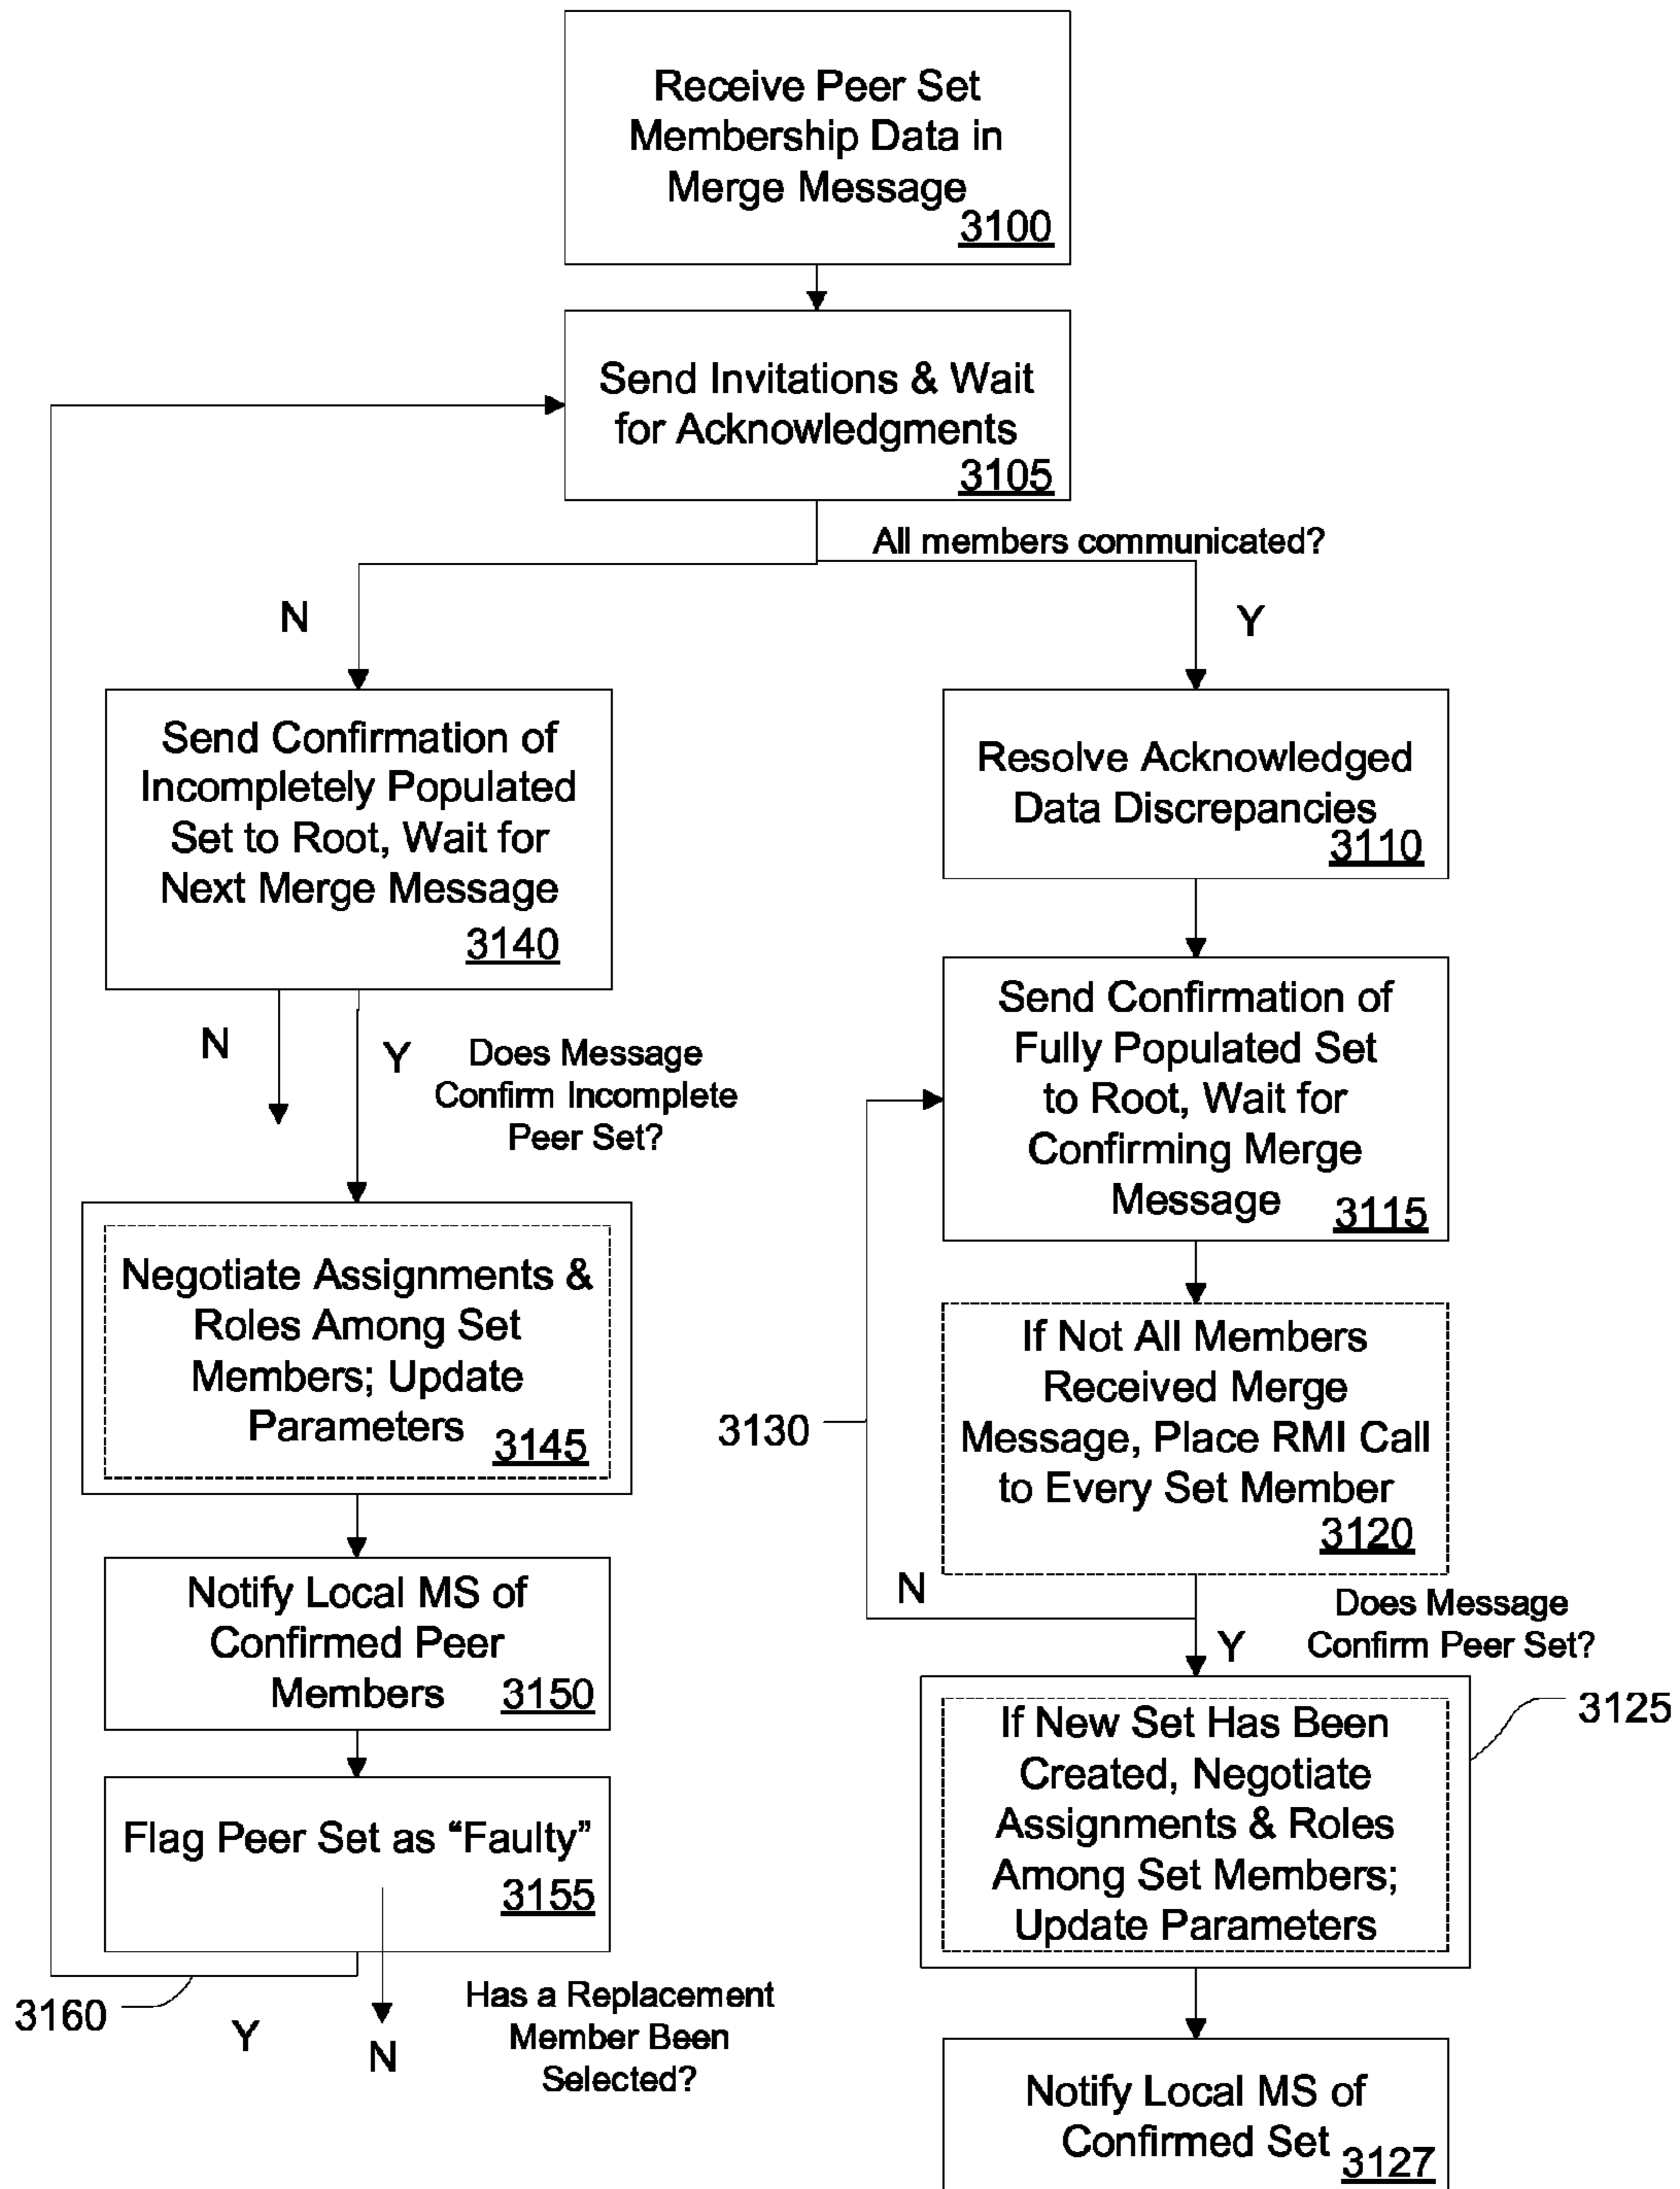 Receive Peer Set
Membership Data in
Merge Message
3100
Send Invitations & Wait
for Acknowledgments
3105
All members communicated?
N
Y
Send Confirmation of
Incompletely Populated
Set to Root, Wait for
Next Merge Message
3140
Resolve Acknowledged
Data Discrepancies
3110
N
Y
Does Message
Confirm Incomplete
Peer Set?
Send Confirmation of
Fully Populated Set
to Root, Wait for
Confirming Merge
Message
3115
Negotiate Assignments &
Roles Among Set
Members; Update
Parameters
3145
3130
If Not All Members
Received Merge
Message, Place RMI Call
to Every Set Member
3120
N
Y
Does Message
Confirm Peer Set?
Notify Local MS of
Confirmed Peer
Members
3150
If New Set Has Been
Created, Negotiate
Assignments & Roles
Among Set Members;
Update Parameters
3125
Flag Peer Set as “Faulty”
3155
3160
Y
N
Has a Replacement
Member Been
Selected?
Notify Local MS of
Confirmed Set
3127